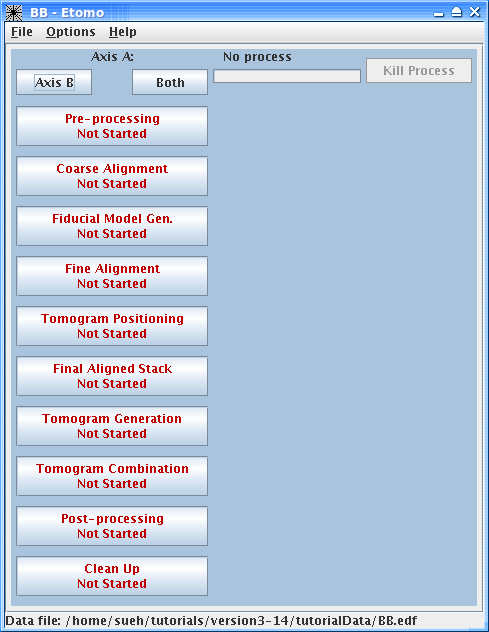 BB - Etomo
File Options Help
Axis A: No process
Axis B Both Kill Process
Pre-processing
Not Started
Coarse Alignment
Not Started
Fiducial Model Gen.
Not Started
Fine Alignment
Not Started
Tomogram Positioning
Not Started
Final Aligned Stack
Not Started
Tomogram Generation
Not Started
Tomogram Combination
Not Started
Post-processing
Not Started
Clean Up
Not Started
Data file: /home/sueh/tutorials/version3-14/tutorialData/BB.edf